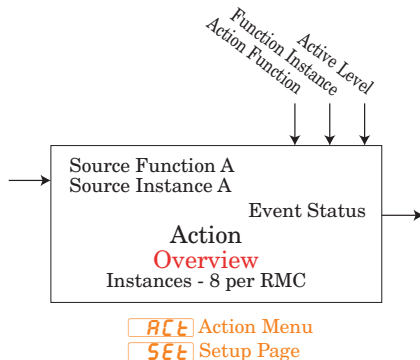 Action Function
Function Instance
Active Level
Source Function A
Source Instance A
Event Status
Action
Overview
Instances - 8 per RMC
ACt Action Menu
SEt Setup Page